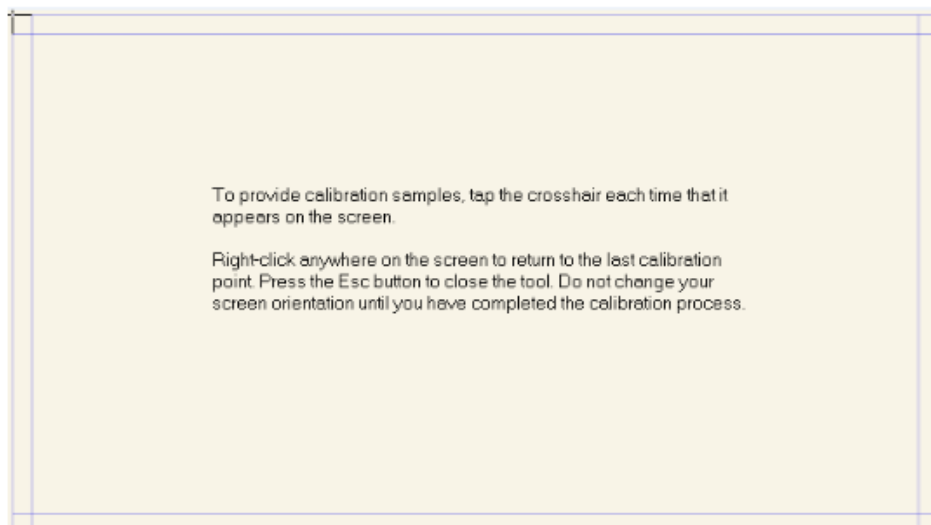 To provide calibration samples, tap the crosshair each time that it
appears on the screen.
Right-click anywhere on the screen to return to the last calibration
point. Press the Esc button to close the tool. Do not change your
screen orientation until you have completed the calibration process.